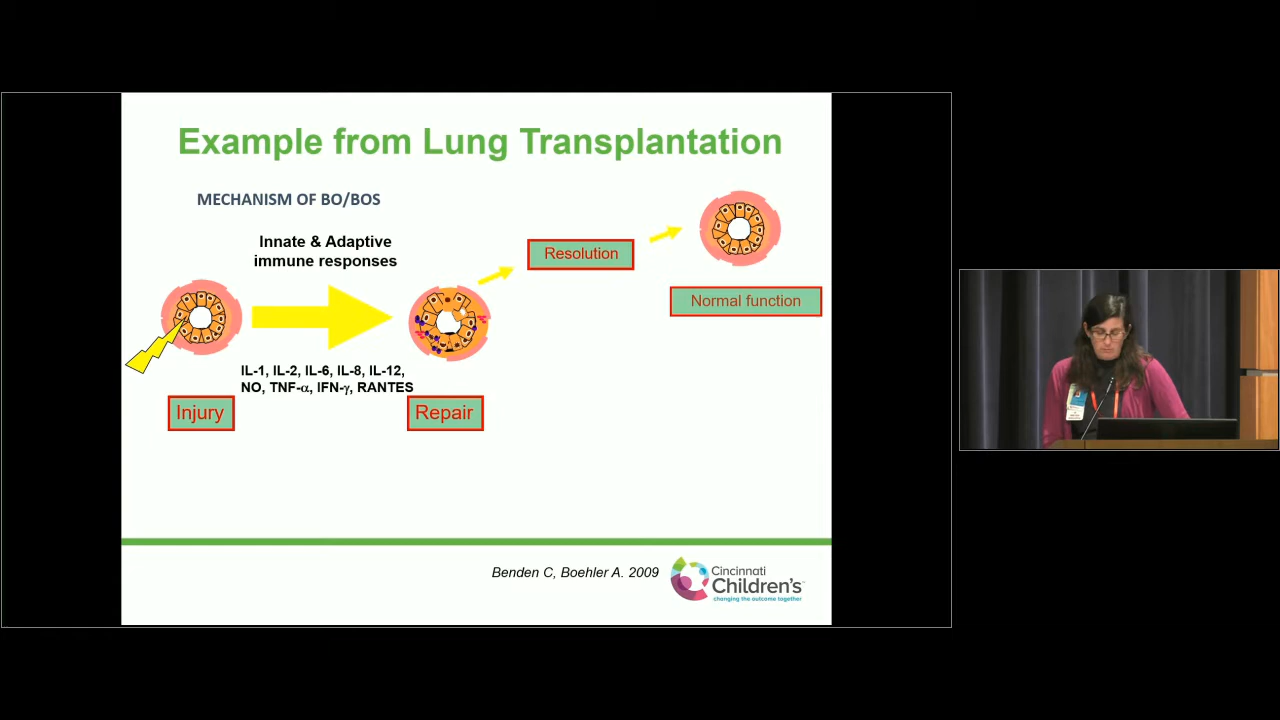 Example from Lung Transplantation
MECHANISM OF BO/BOS
Innate & Adaptive
immune responses
Resolution
Normal function
IL-1, IL-2, IL-6, IL-8, IL-12,
NO, TNF-α, IFN-γ, RANTES
Injury
Repair
Benden C, Boehler A. 2009
Cincinnati
Children's
changing the outcome together